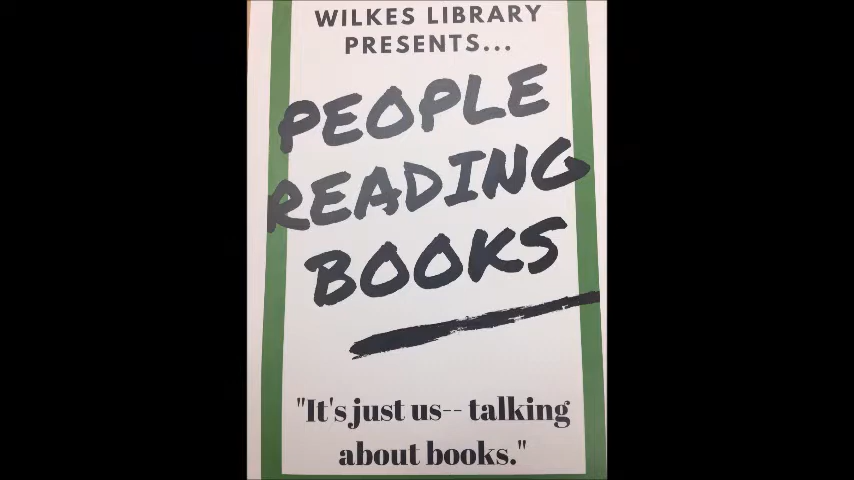 WILKES LIBRARY
PRESENTS...
PEOPLE
READING
BOOKS
"It's just us-- talking
about books."